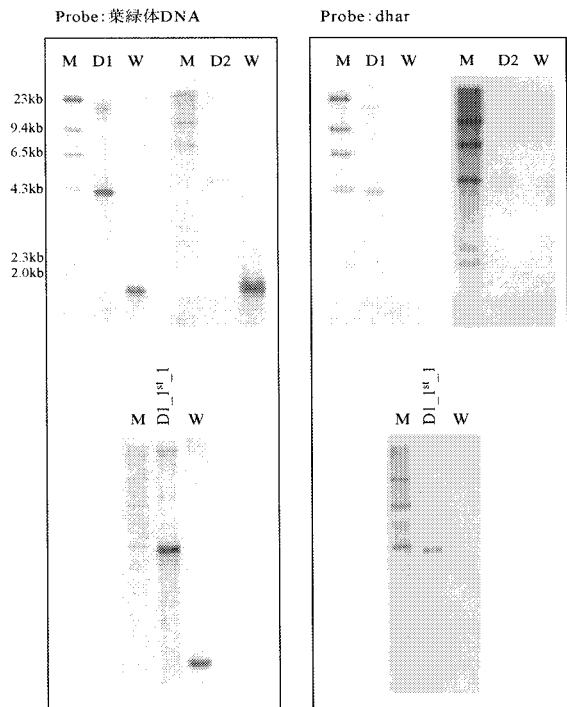 Probe:葉緑体DNA
Probe:dhar
M D1 W M D2 W
M D1 W M D2 W
23kb
9.4kb
6.5kb
4.3kb
2.3kb
2.0kb
M D1_1st_1 W
M D1_1st_1 W